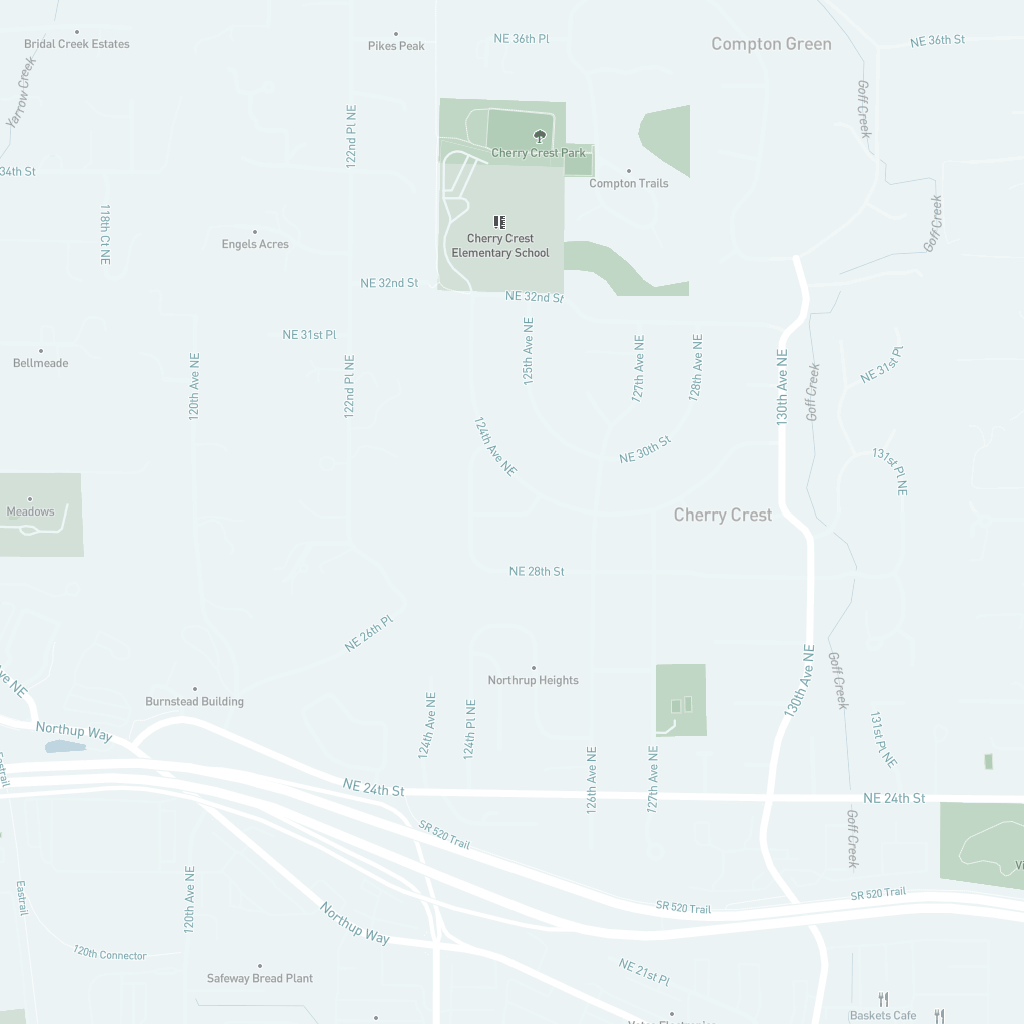 Bridal Creek Estates
Pikes Peak
NE 36th Pl
Compton Green
NE 36th St
Yarrow Creek
Goff Creek
122nd Pl NE
Cherry Crest Park
34th St
Compton Trails
118th Ct NE
Goff Creek
Engels Acres
Cherry Crest
Elementary School
NE 32nd St
NE 32nd St
NE 31st Pl
Bellmeade
125th Ave NE
127th Ave NE
128th Ave NE
120th Ave NE
122nd Pl NE
130th Ave NE
Goff Creek
NE 31st Pl
124th Ave NE
NE 30th St
131st Pl NE
Meadows
Cherry Crest
NE 28th St
NE 26th Pl
Northrup Heights
Ave NE
Burnstead Building
130th Ave NE
Goff Creek
Northup Way
124th Ave NE
124th Pl NE
131st Pl NE
Eastrail
NE 24th St
126th Ave NE
127th Ave NE
NE 24th St
SR 520 Trail
Goff Creek
Vi
Eastrail
120th Ave NE
SR 520 Trail
SR 520 Trail
Northup Way
120th Connector
Safeway Bread Plant
NE 21st Pl
Baskets Cafe